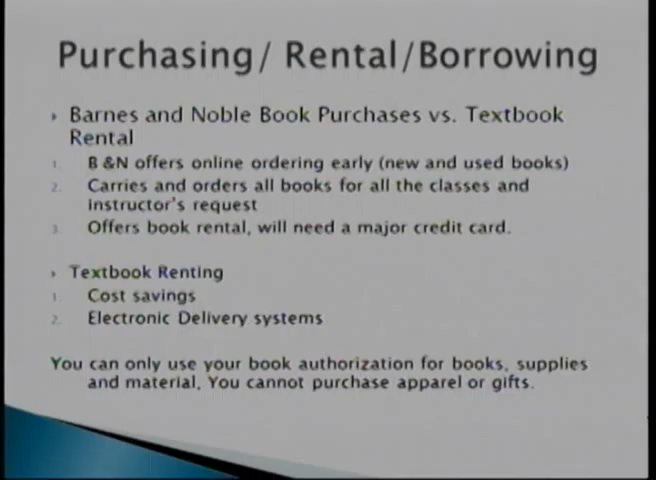 Purchasing/ Rental/Borrowing
Barnes and Noble Book Purchases vs. Textbook
Rental
1. B &N offers online ordering early (new and used books)
2. Carries and orders all books for all the classes and
instructor's request
3. Offers book rental, will need a major credit card.
Textbook Renting
1. Cost savings
2. Electronic Delivery systems
You can only use your book authorization for books, supplies
and material, You cannot purchase apparel or gifts.